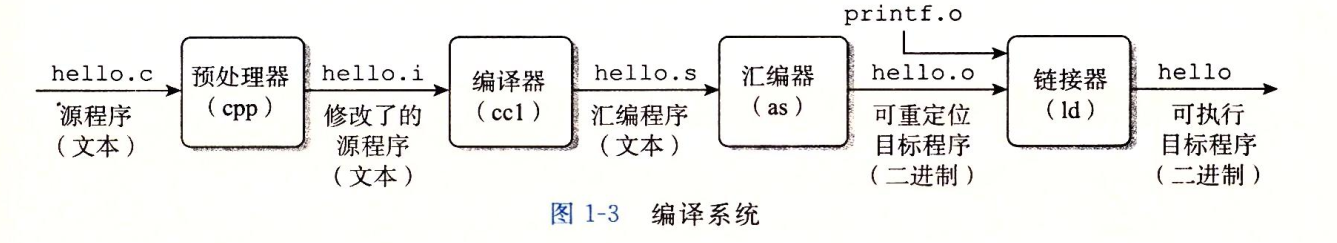 printf.o
hello.c
预处理器
(cpp)
hello.i
编译器
(cc1)
hello.s
汇编器
(as)
hello.o
链接器
(ld)
hello
源程序
(文本)
修改了的
源程序
(文本)
汇编程序
(文本)
可重定位
目标程序
(二进制)
可执行
目标程序
(二进制)
图 1-3 编译系统